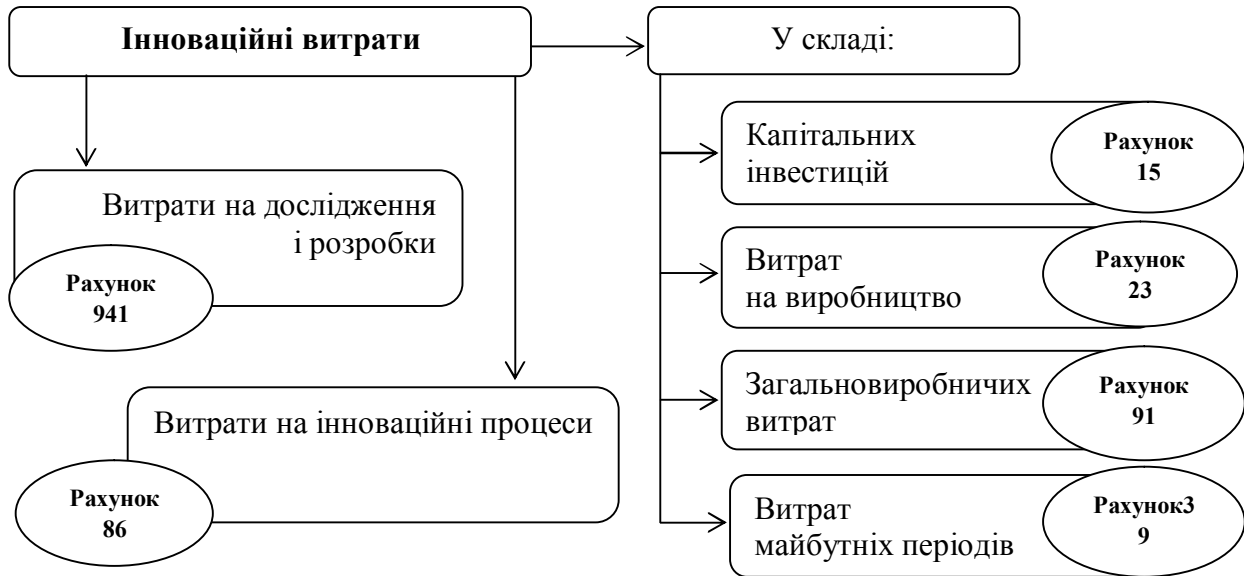 Інноваційні витрати
У складі:
Витрати на дослідження
і розробки
Рахунок
941
Витрати на інноваційні процеси
Рахунок
86
Капітальних
інвестицій
Рахунок
15
Витрат
на виробництво
Рахунок
23
Загальновиробничих
витрат
Рахунок
91
Витрат
майбутніх періодів
Рахунок3
9